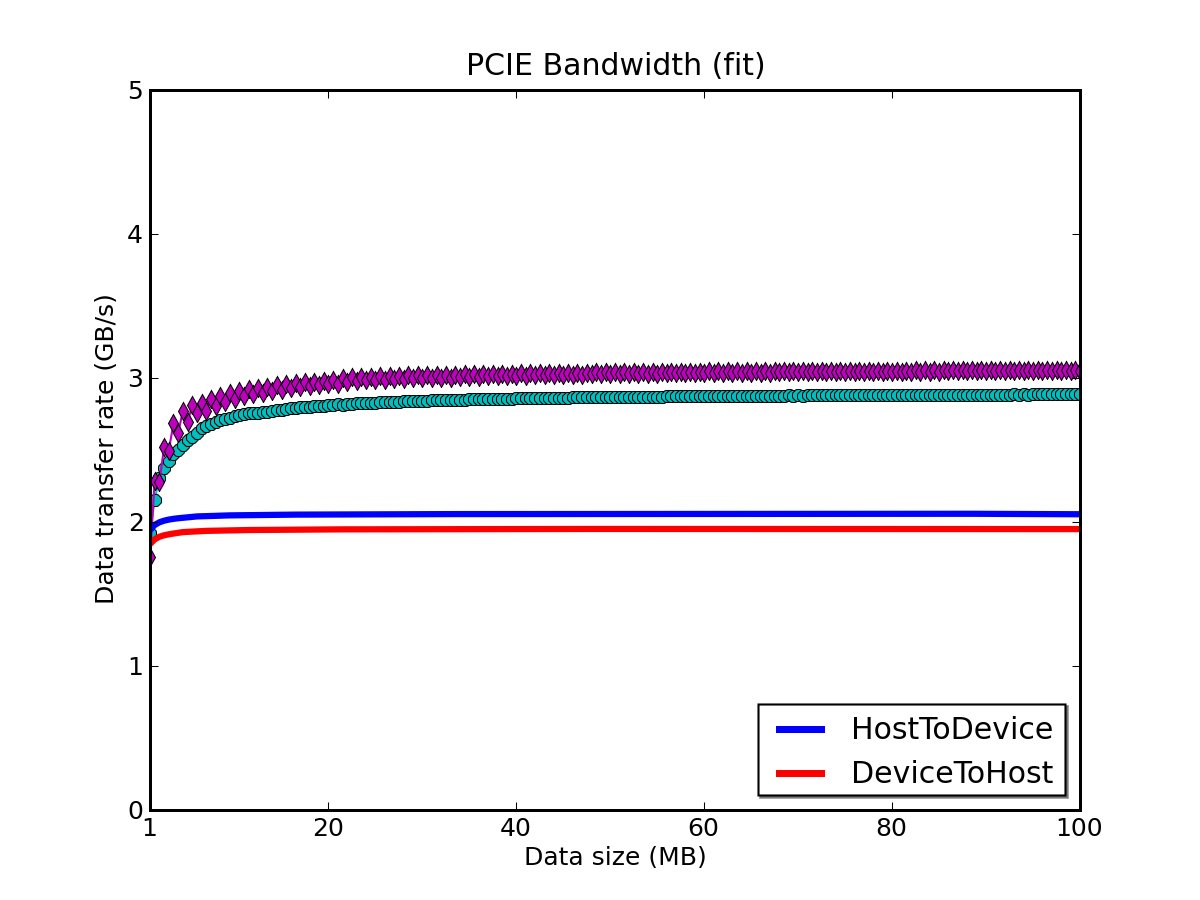 PCIE Bandwidth (fit)
5
4
3
2
1
0
Data transfer rate (GB/s)
HostToDevice
DeviceToHost
1 20 40 60 80 100
Data size (MB)